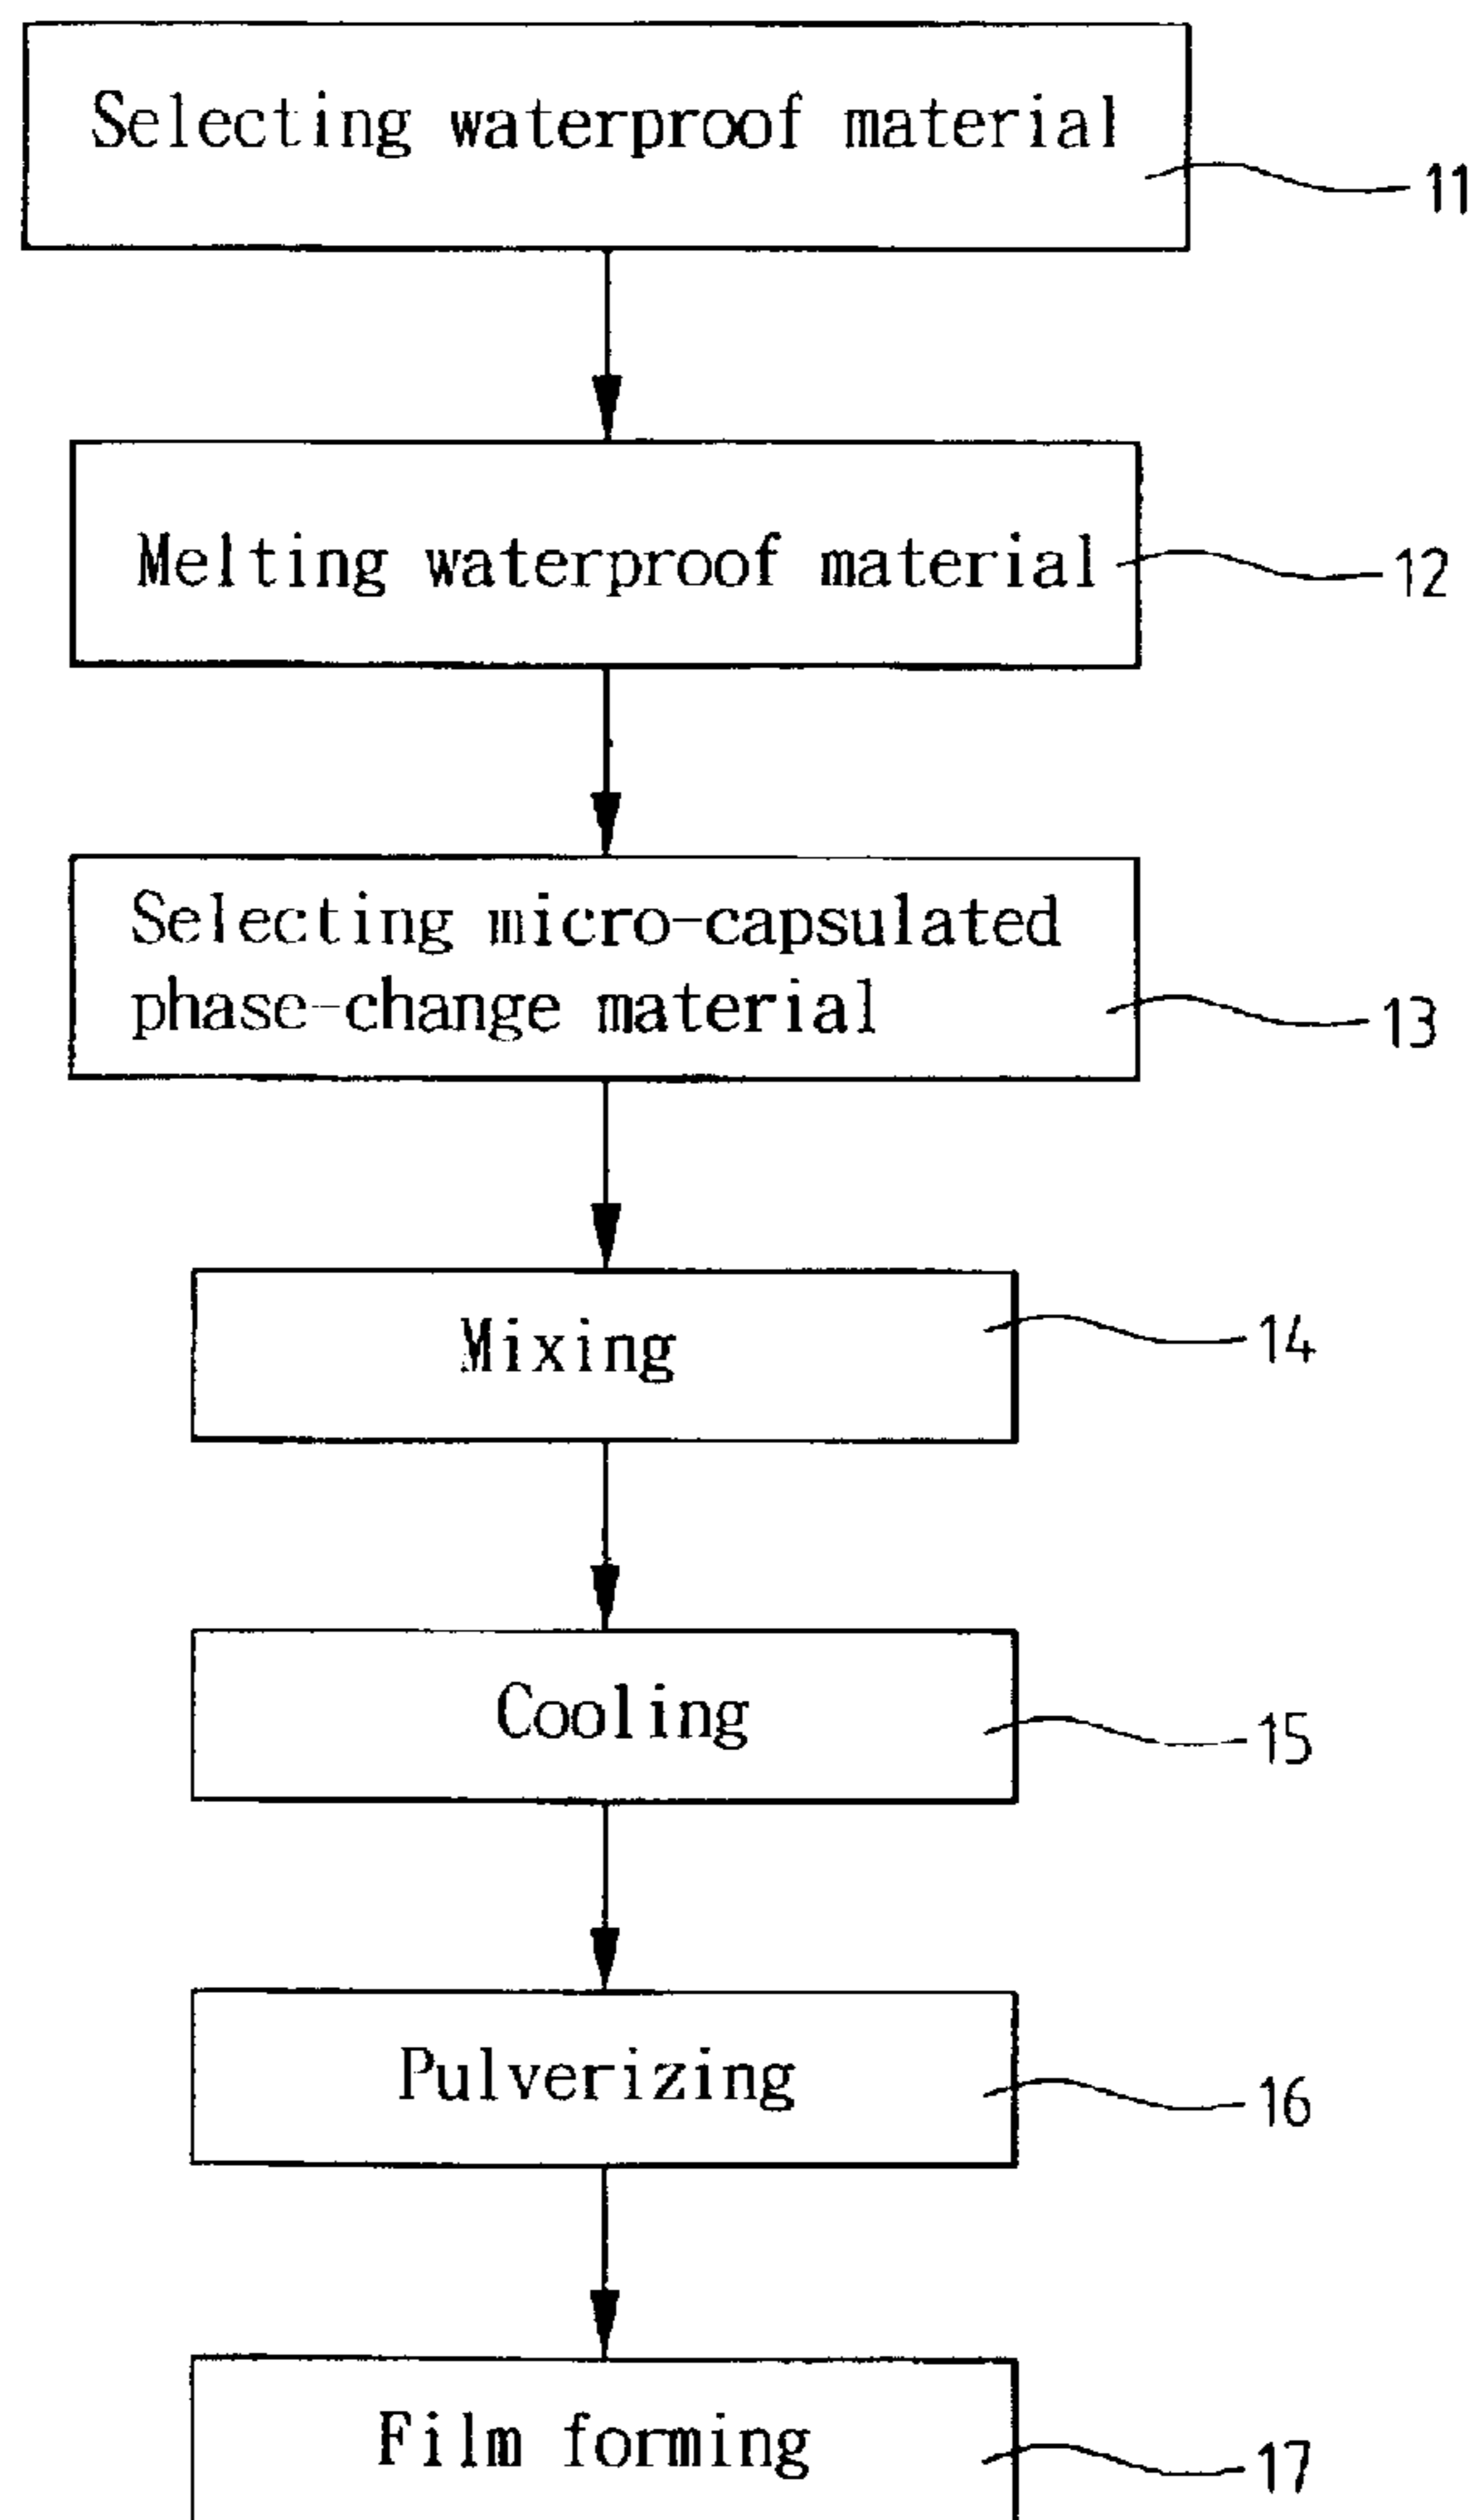 Selecting waterproof material
11
Melting waterproof material
12
Selecting micro-capsulated
phase-change material
13
Mixing
14
Cooling
15
Pulverizing
16
Film forming
17